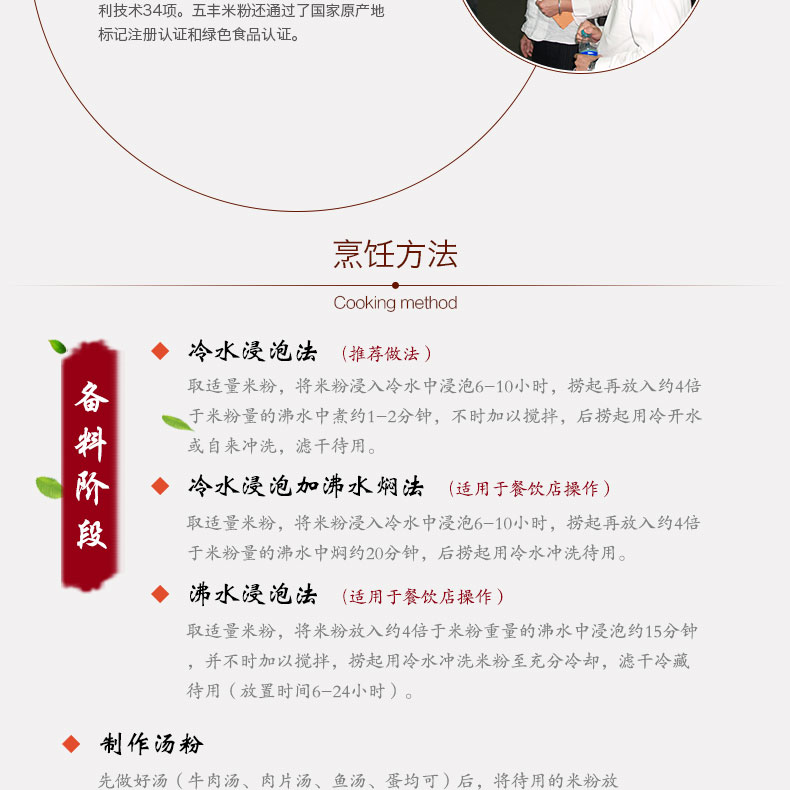 利技术34项。五丰米粉还通过了国家原产地
标记注册认证和绿色食品认证。
烹饪方法
Cooking method
备料阶段
冷水浸泡法 （推荐做法）
取适量米粉，将米粉浸入冷水中浸泡6-10小时，捞起再放入约4倍
于米粉量的沸水中煮约1-2分钟，不时加以搅拌，后捞起用冷开水
或自来冲洗，滤干待用。
冷水浸泡加沸水焖法 （适用于餐饮店操作）
取适量米粉，将米粉浸入冷水中浸泡6-10小时，捞起再放入约4倍
于米粉量的沸水中焖约20分钟，后捞起用冷水冲洗待用。
沸水浸泡法 （适用于餐饮店操作）
取适量米粉，将米粉放入约4倍于米粉重量的沸水中浸泡约15分钟
，并不时加以搅拌，捞起用冷水冲洗米粉至充分冷却，滤干冷藏
待用（放置时间6-24小时）。
制作汤粉
先做好汤（牛肉汤、肉片汤、鱼汤、蛋均可）后，将待用的米粉放